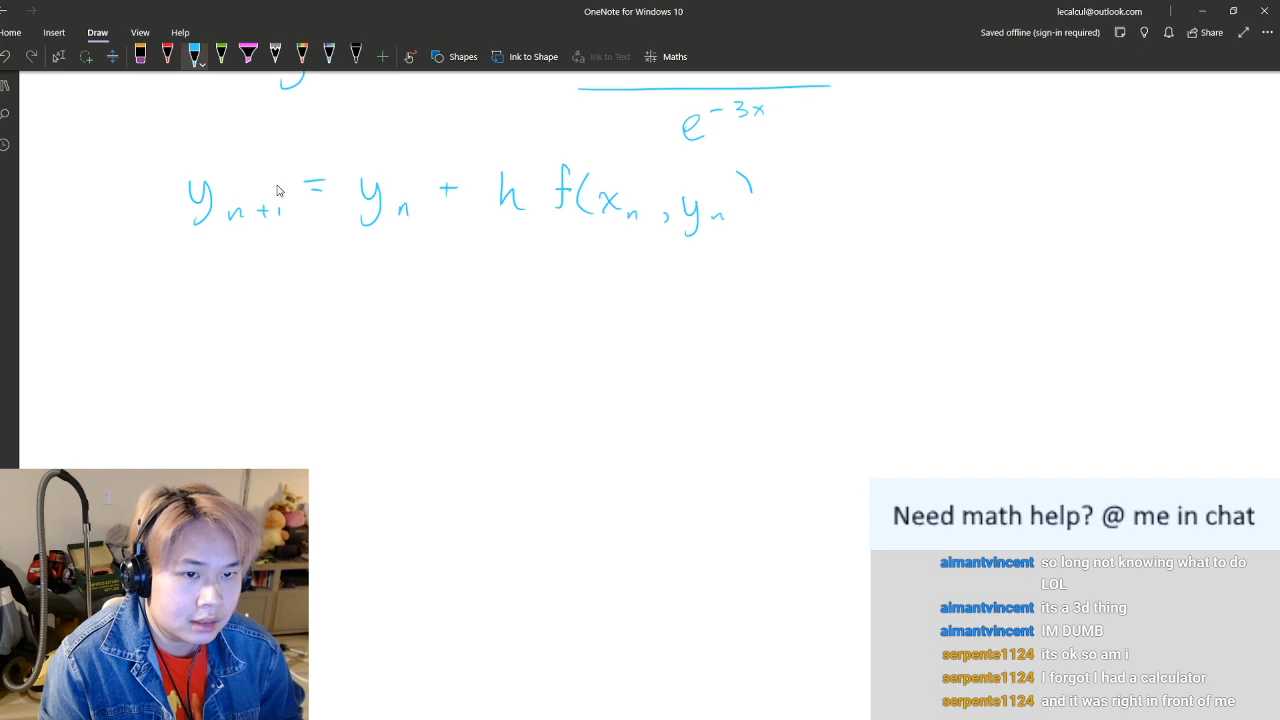 OneNote for Windows 10
lecalcul@outlook.com
Home Insert Draw View Help
Saved offline (sign-in required)
Share
Shapes
Ink to Shape
Ink to Text
Maths
y
e^{-3x}
y_{n+1} = y_n + h f(x_n, y_n)
Need math help? @ me in chat
aimantvincent so long not knowing what to do
LOL
aimantvincent its a 3d thing
aimantvincent IM DUMB
serpente1124 its ok so am i
serpente1124 I forgot I had a calculator
serpente1124 and it was right in front of me